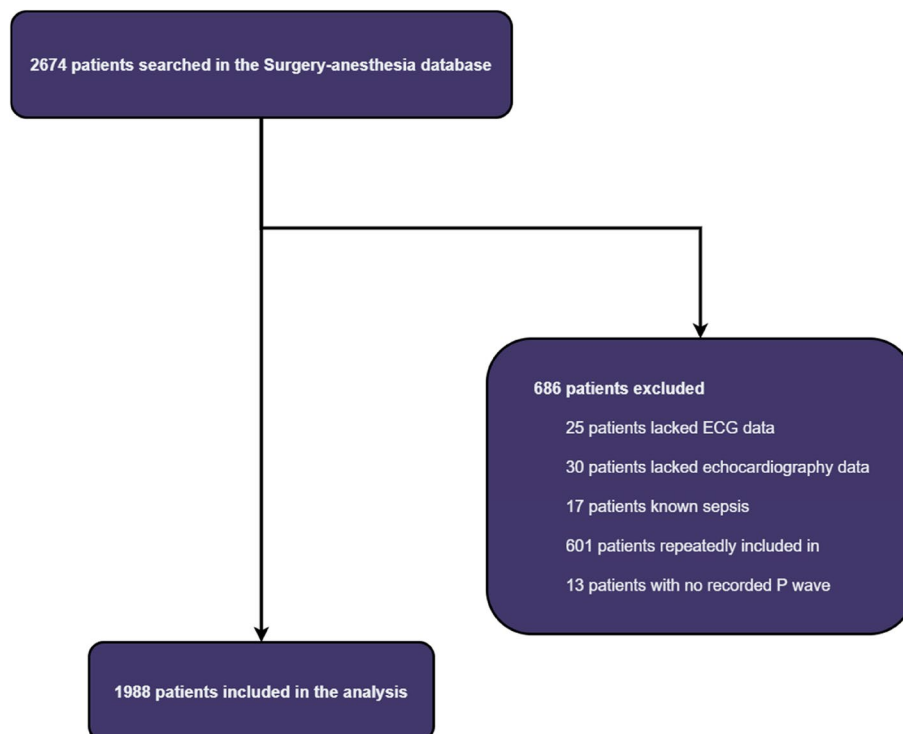 2674 patients searched in the Surgery-anesthesia database
686 patients excluded
25 patients lacked ECG data
30 patients lacked echocardiography data
17 patients known sepsis
601 patients repeatedly included in
13 patients with no recorded P wave
1988 patients included in the analysis